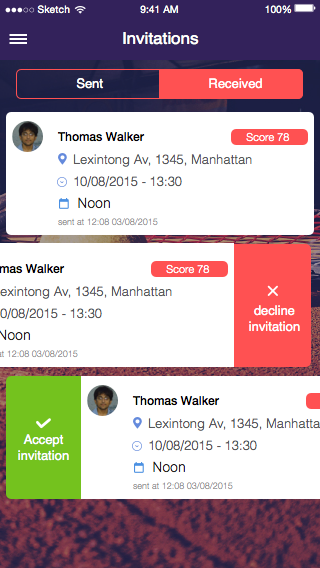 Sketch 9:41 AM 100%
Invitations
Sent Received
Thomas Walker Score 78
Lexintong Av, 1345, Manhattan
10/08/2015 - 13:30
Noon
sent at 12:08 03/08/2015
mas Walker Score 78
exintong Av, 1345, Manhattan
0/08/2015 - 13:30
Noon
at 12:08 03/08/2015
decline
invitation
Accept
invitation
Thomas Walker
Lexintong Av, 1345, Manhatta
10/08/2015 - 13:30
Noon
sent at 12:08 03/08/2015